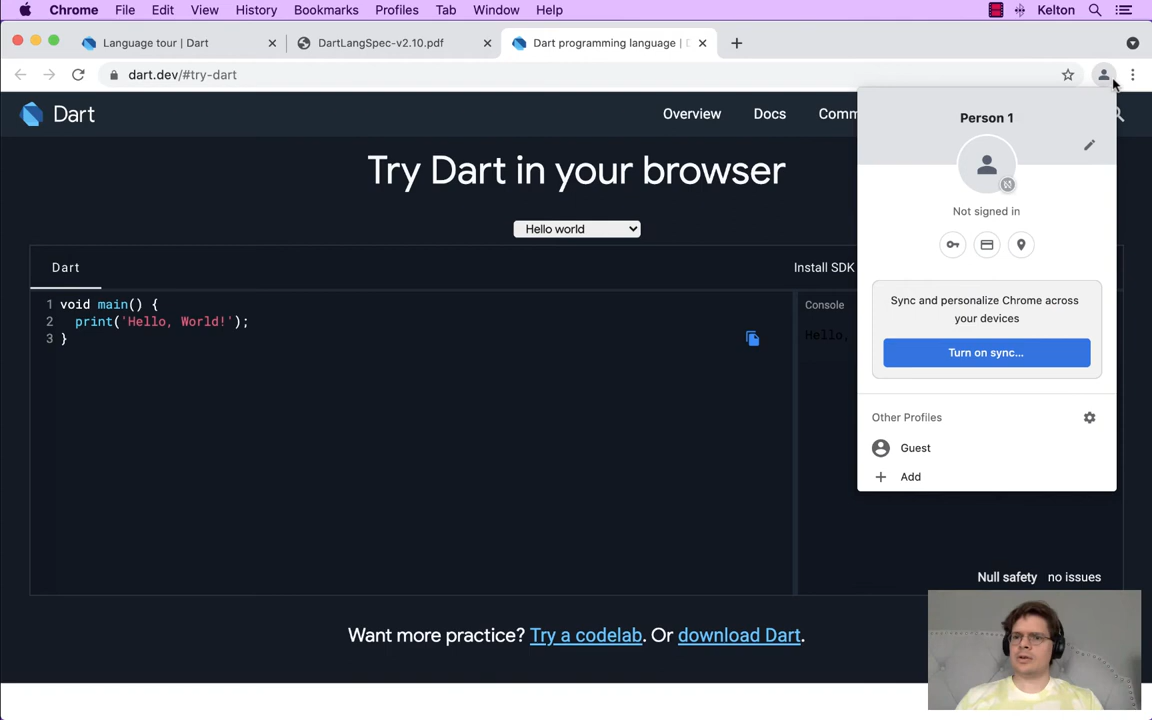 Chrome File Edit View History Bookmarks Profiles Tab Window Help Kelton
Language tour | Dart
DartLangSpec-v2.10.pdf
Dart programming language |
dart.dev/#try-dart
Dart
Overview Docs
Try Dart in your browser
Hello world
Dart
Install SDK
1 void main() {
2 print('Hello, World!');
3 }
Console
Hello,
Person 1
Not signed in
Sync and personalize Chrome across
your devices
Turn on sync...
Other Profiles
Guest
Add
Null safety no issues
Want more practice? Try a codelab. Or download Dart.